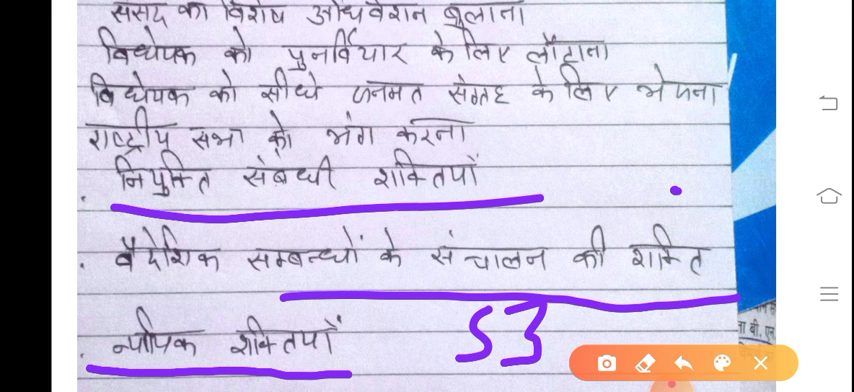 संसद का विशेष अधिवेशन बुलाना
विधेयक को पुनर्विचार के लिए लौटाना
विधेयक को सीधे जनमत संग्रह के लिए भेजना
राष्ट्रीय सभा को भंग करना
नियुक्ति संबंधी शक्तियाँ
वैदेशिक सम्बन्धों के संचालन की शक्ति
न्यायिक शक्तियाँ
53